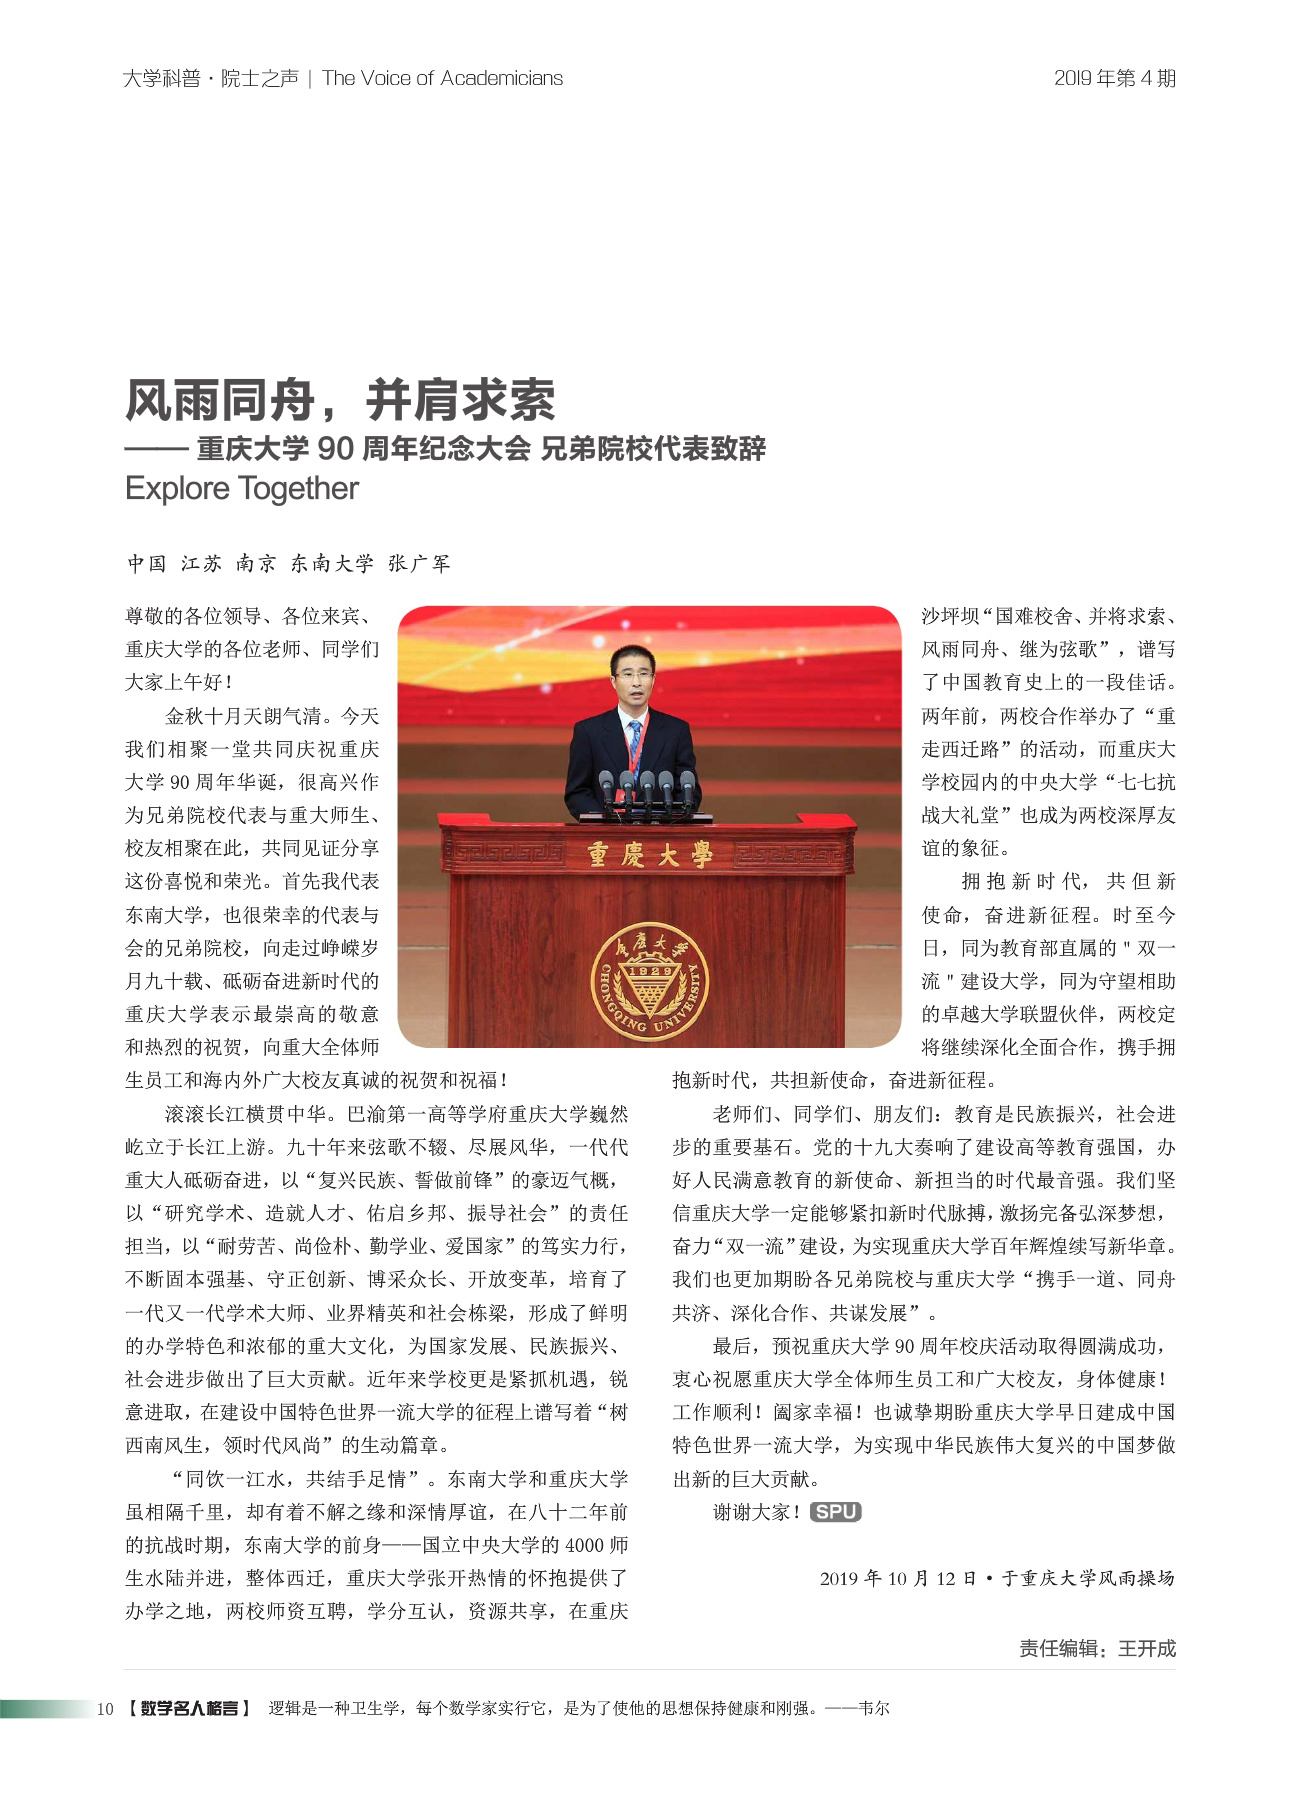 大学科普·院士之声 | The Voice of Academicians
2019 年第 4 期
风雨同舟，并肩求索
—— 重庆大学 90 周年纪念大会 兄弟院校代表致辞
Explore Together
中国 江苏 南京 东南大学 张广军
尊敬的各位领导、各位来宾、
重庆大学的各位老师、同学们
大家上午好！
金秋十月天朗气清。今天
我们相聚一堂共同庆祝重庆
大学 90 周年华诞，很高兴作
为兄弟院校代表与重大师生、
校友相聚在此，共同见证分享
这份喜悦和荣光。首先我代表
东南大学，也很荣幸的代表与
会的兄弟院校，向走过峥嵘岁
月九十载、砥砺奋进新时代的
重庆大学表示最崇高的敬意
和热烈的祝贺，向重大全体师
生员工和海内外广大校友真诚的祝贺和祝福！
滚滚长江横贯中华。巴渝第一高等学府重庆大学巍然
屹立于长江上游。九十年来弦歌不辍、尽展风华，一代代
重大人砥砺奋进，以“复兴民族、誓做前锋”的豪迈气概，
以“研究学术、造就人才、佑启乡邦、振导社会”的责任
担当，以“耐劳苦、尚俭朴、勤学业、爱国家”的笃实力行，
不断固本强基、守正创新、博采众长、开放变革，培育了
一代又一代学术大师、业界精英和社会栋梁，形成了鲜明
的办学特色和浓郁的重大文化，为国家发展、民族振兴、
社会进步做出了巨大贡献。近年来学校更是紧抓机遇，锐
意进取，在建设中国特色世界一流大学的征程上谱写着“树
西南风生，领时代风尚”的生动篇章。
“同饮一江水，共结手足情”。东南大学和重庆大学
虽相隔千里，却有着不解之缘和深情厚谊，在八十二年前
的抗战时期，东南大学的前身——国立中央大学的 4000 师
生水陆并进，整体西迁，重庆大学张开热情的怀抱提供了
办学之地，两校师资互聘，学分互认，资源共享，在重庆
重慶大學
重慶大學
1929
CHONGQING UNIVERSITY
沙坪坝“国难校舍、并将求索、
风雨同舟、继为弦歌”，谱写
了中国教育史上的一段佳话。
两年前，两校合作举办了“重
走西迁路”的活动，而重庆大
学校园内的中央大学“七七抗
战大礼堂”也成为两校深厚友
谊的象征。
拥抱新时代，共但新
使命，奋进新征程。时至今
日，同为教育部直属的＂双一
流＂建设大学，同为守望相助
的卓越大学联盟伙伴，两校定
将继续深化全面合作，携手拥
抱新时代，共担新使命，奋进新征程。
老师们、同学们、朋友们：教育是民族振兴，社会进
步的重要基石。党的十九大奏响了建设高等教育强国，办
好人民满意教育的新使命、新担当的时代最音强。我们坚
信重庆大学一定能够紧扣新时代脉搏，激扬完备弘深梦想，
奋力“双一流”建设，为实现重庆大学百年辉煌续写新华章。
我们也更加期盼各兄弟院校与重庆大学“携手一道、同舟
共济、深化合作、共谋发展”。
最后，预祝重庆大学 90 周年校庆活动取得圆满成功，
衷心祝愿重庆大学全体师生员工和广大校友，身体健康！
工作顺利！阖家幸福！也诚挚期盼重庆大学早日建成中国
特色世界一流大学，为实现中华民族伟大复兴的中国梦做
出新的巨大贡献。
谢谢大家！ SPU
2019 年 10 月 12 日·于重庆大学风雨操场
责任编辑：王开成
10 【数学名人格言】 逻辑是一种卫生学，每个数学家实行它，是为了使他的思想保持健康和刚强。——韦尔